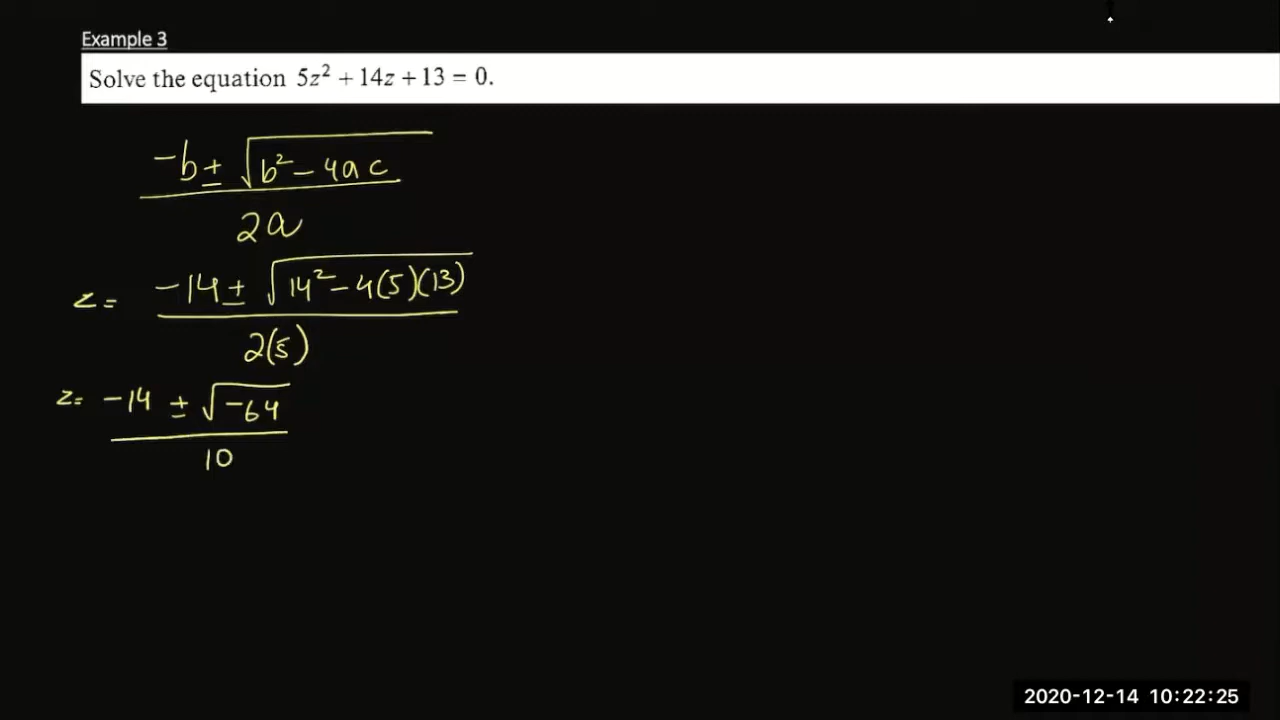 Example 3
Solve the equation 5z² + 14z + 13 = 0.
-b ± √(b² - 4ac)
2a
z = -14 ± √(14² - 4(5)(13))
2(5)
z = -14 ± √(-64)
10
2020-12-14 10:22:25